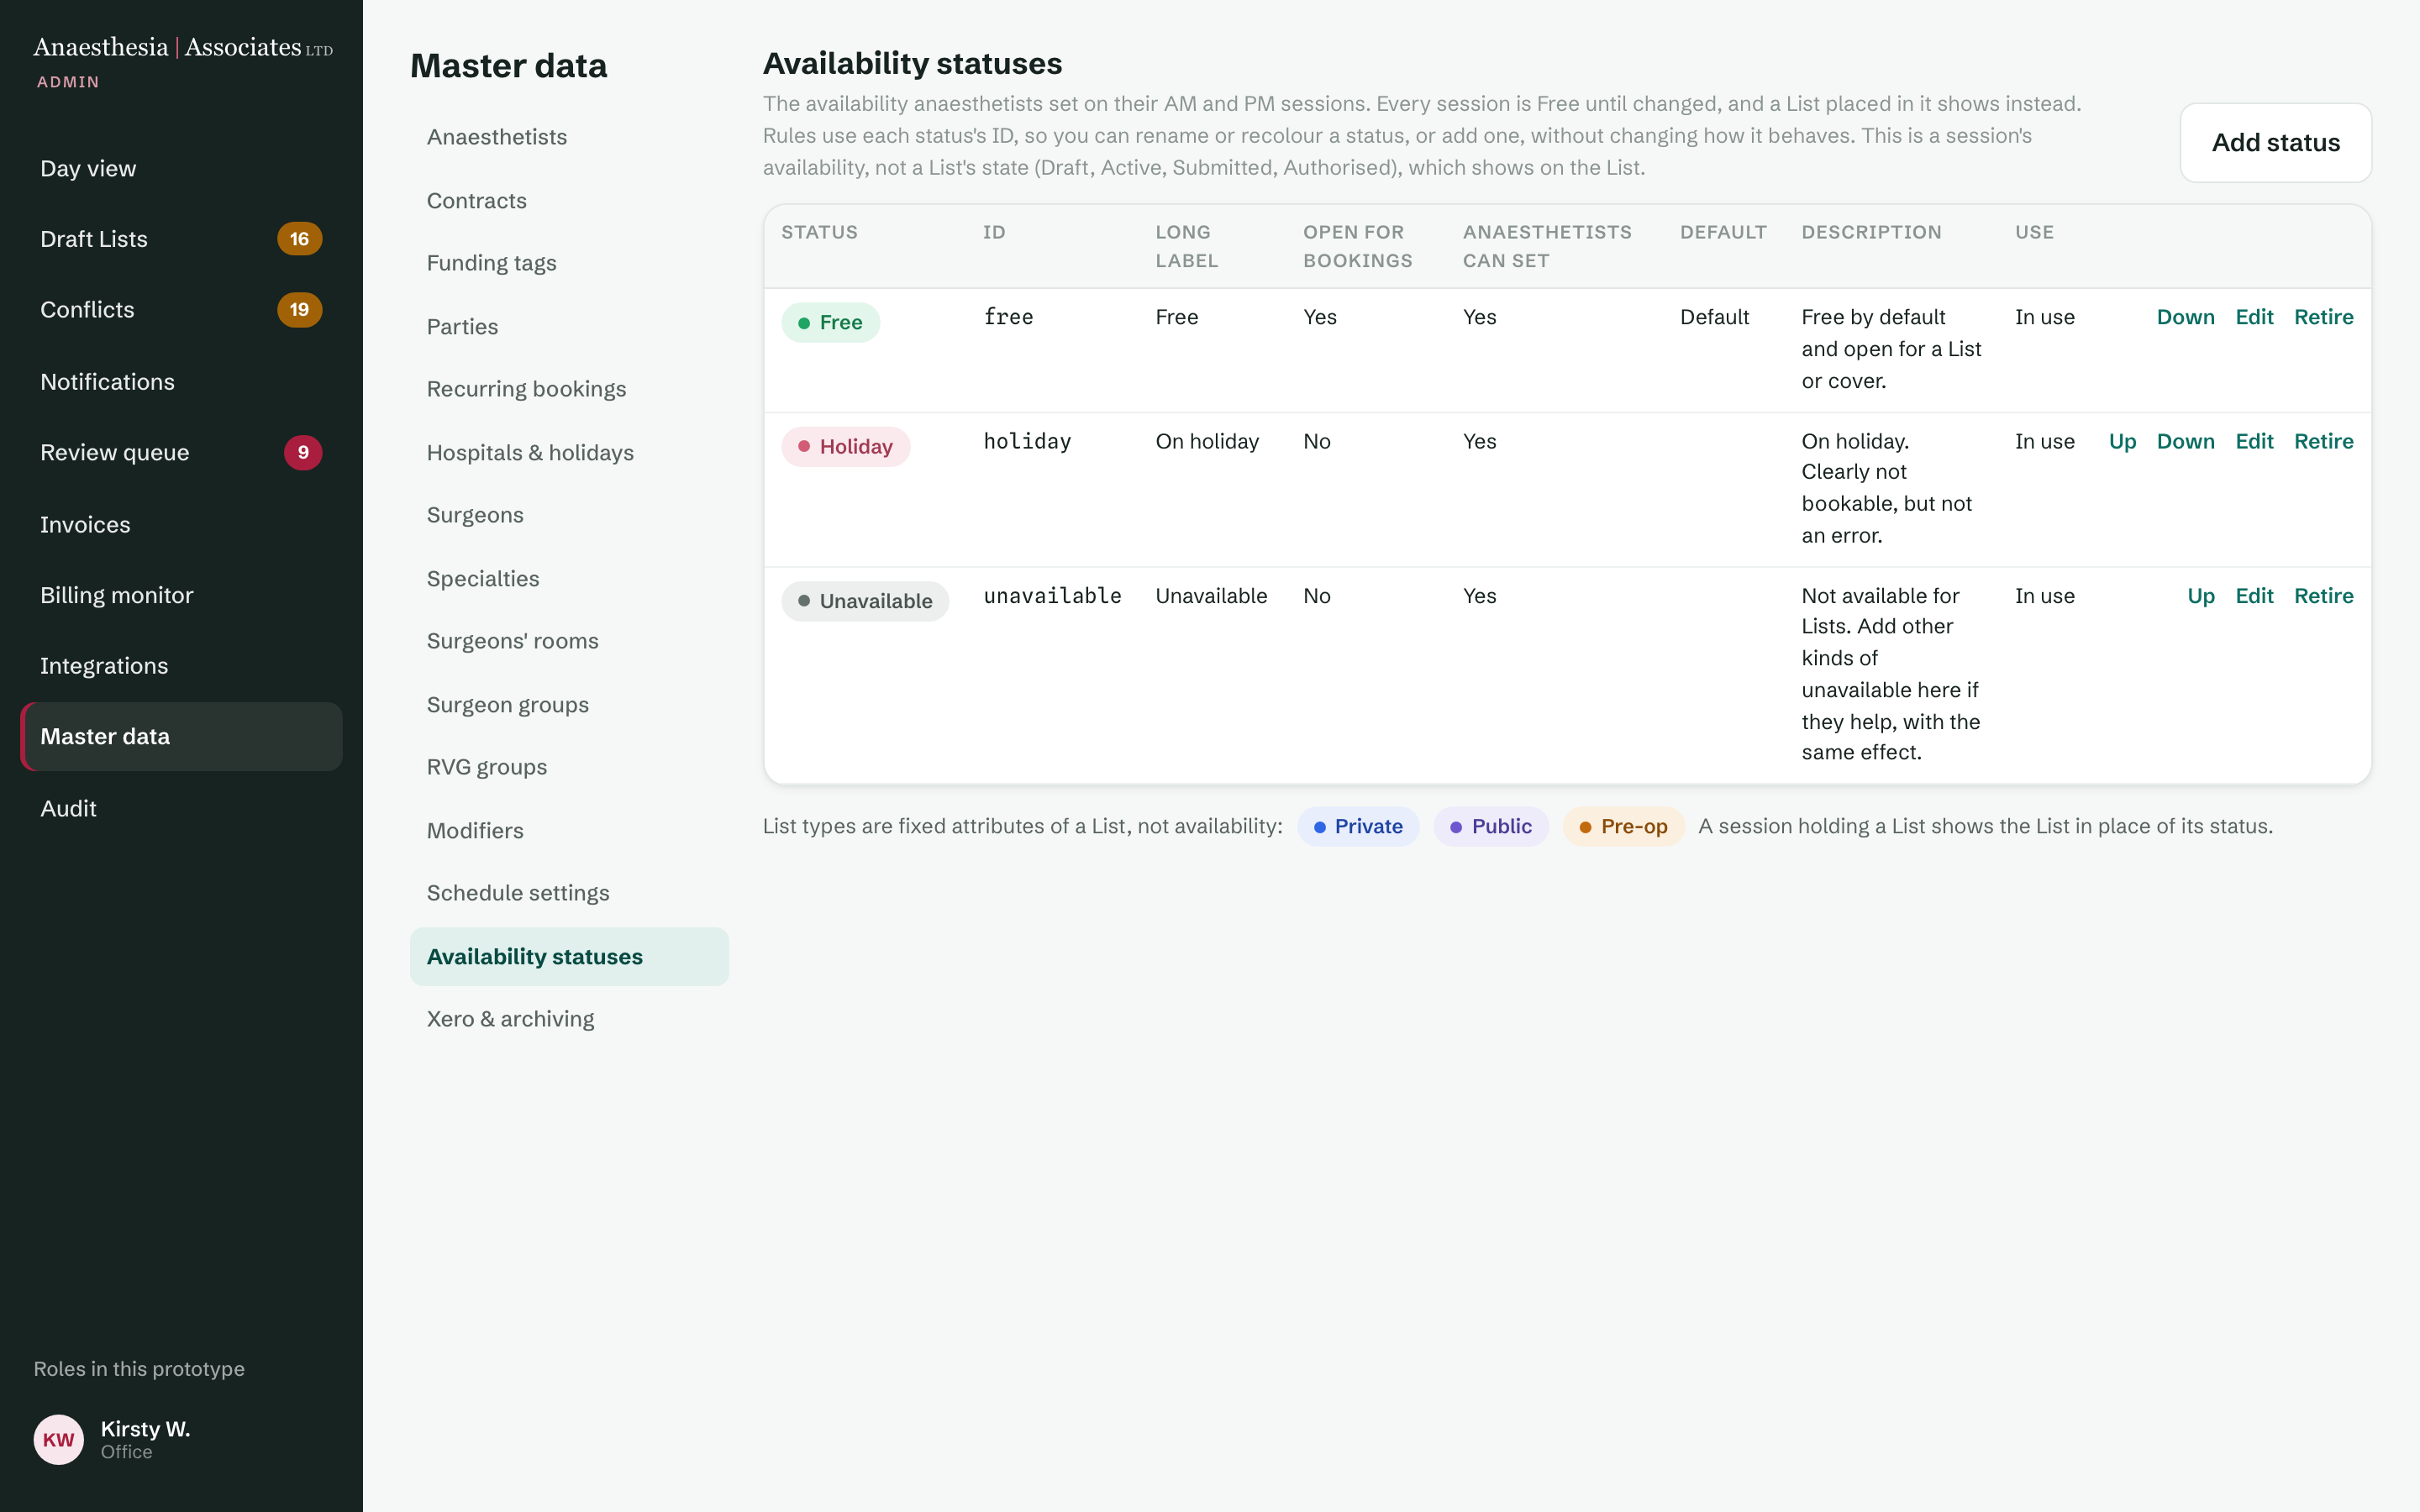 Anaesthesia | Associates LTD
ADMIN
Day view
Draft Lists 16
Conflicts 19
Notifications
Review queue 9
Invoices
Billing monitor
Integrations
Master data
Audit
Roles in this prototype
KW
Kirsty W.
Office
Master data
Anaesthetists
Contracts
Funding tags
Parties
Recurring bookings
Hospitals & holidays
Surgeons
Specialties
Surgeons' rooms
Surgeon groups
RVG groups
Modifiers
Schedule settings
Availability statuses
Xero & archiving
Availability statuses
The availability anaesthetists set on their AM and PM sessions. Every session is Free until changed, and a List placed in it shows instead.
Rules use each status's ID, so you can rename or recolour a status, or add one, without changing how it behaves. This is a session's
availability, not a List's state (Draft, Active, Submitted, Authorised), which shows on the List.
Add status
STATUS ID LONG LABEL OPEN FOR BOOKINGS ANAESTHETISTS CAN SET DEFAULT DESCRIPTION USE
Free free Free Yes Yes Default Free by default In use Down Edit Retire
and open for a List
or cover.
Holiday holiday On holiday No Yes On holiday. In use Up Down Edit Retire
Clearly not
bookable, but not
an error.
Unavailable unavailable Unavailable No Yes Not available for In use Up Edit Retire
Lists. Add other
kinds of
unavailable here if
they help, with the
same effect.
List types are fixed attributes of a List, not availability: Private Public Pre-op A session holding a List shows the List in place of its status.